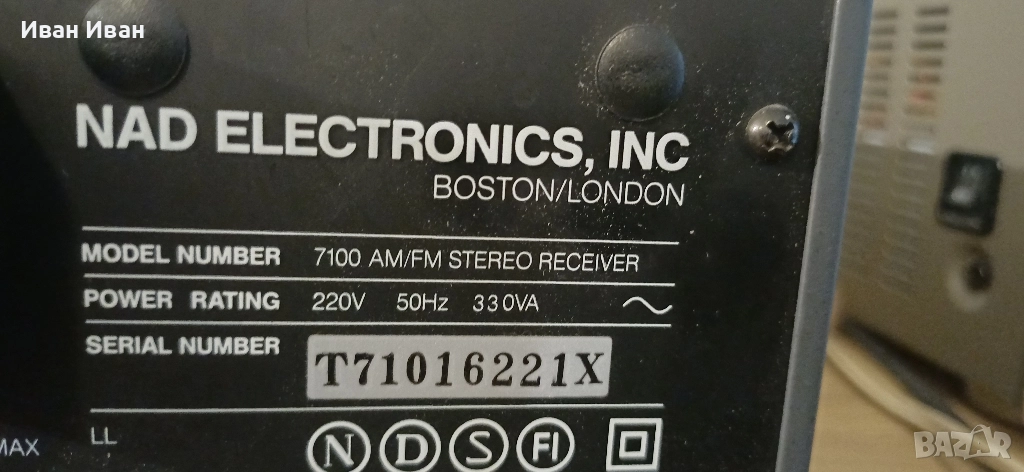 Иван Иван
NAD ELECTRONICS, INC
BOSTON/LONDON
MODEL NUMBER 7100 AM/FM STEREO RECEIVER
POWER RATING 220V 50Hz 330VA
SERIAL NUMBER T71016221X
MAX LL
N D S FI
BAZAR